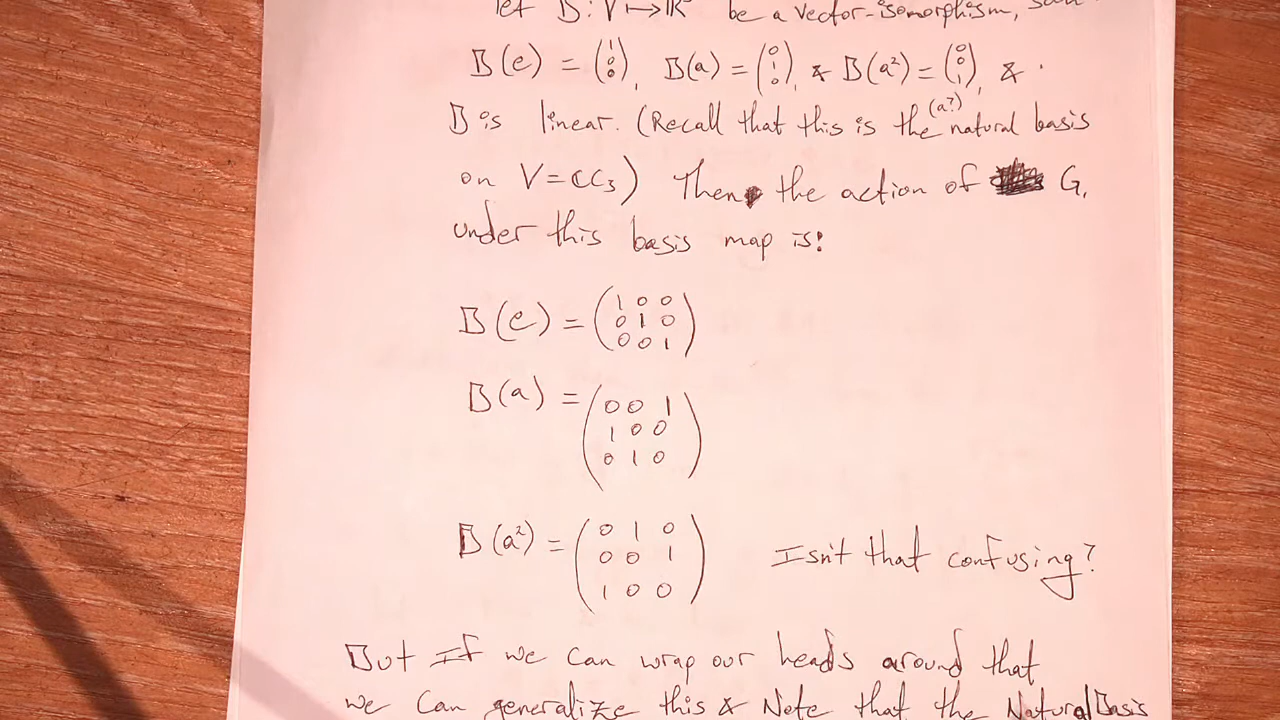 let B : V ↦ ℝ³ be a vector-isomorphism, such
B(e) = (1 0 0), B(a) = (0 1 0), & B(a²) = (0 0 1), &
B is linear. (Recall that this is the (a?) natural basis
on V = ℂC₃) Then the action of G,
under this basis map is:
B(e) = (1 0 0
0 1 0
0 0 1)
B(a) = (0 0 1
1 0 0
0 1 0)
B(a²) = (0 1 0
0 0 1
1 0 0) Isn't that confusing?
But If we can wrap our heads around that
we can generalize this & Note that the Natural Basis